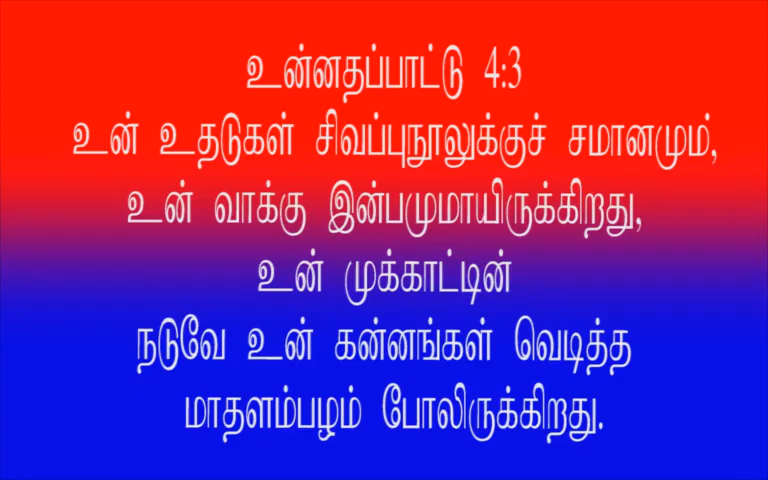 உன்னதப்பாட்டு 4:3
உன் உதடுகள் சிவப்புநூலுக்குச் சமானமும்,
உன் வாக்கு இன்பமுமாயிருக்கிறது,
உன் முக்காட்டின்
நடுவே உன் கன்னங்கள் வெடித்த
மாதளம்பழம் போலிருக்கிறது.